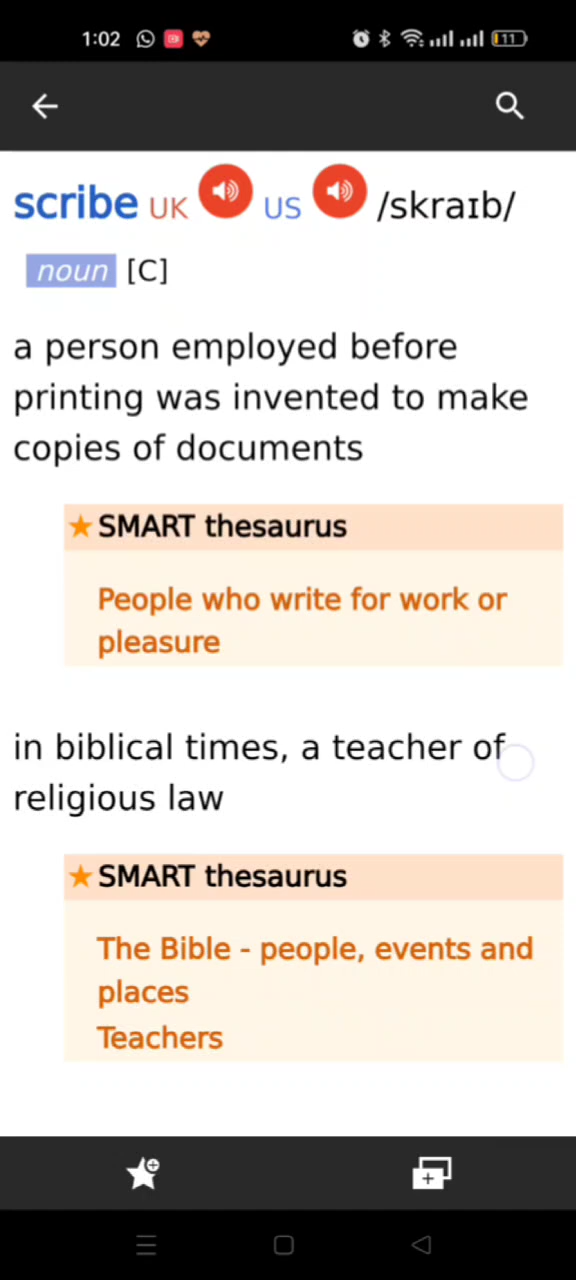 1:02 11
scribe UK US /skraɪb/
noun [C]
a person employed before
printing was invented to make
copies of documents
SMART thesaurus
People who write for work or
pleasure
in biblical times, a teacher of
religious law
SMART thesaurus
The Bible - people, events and
places
Teachers